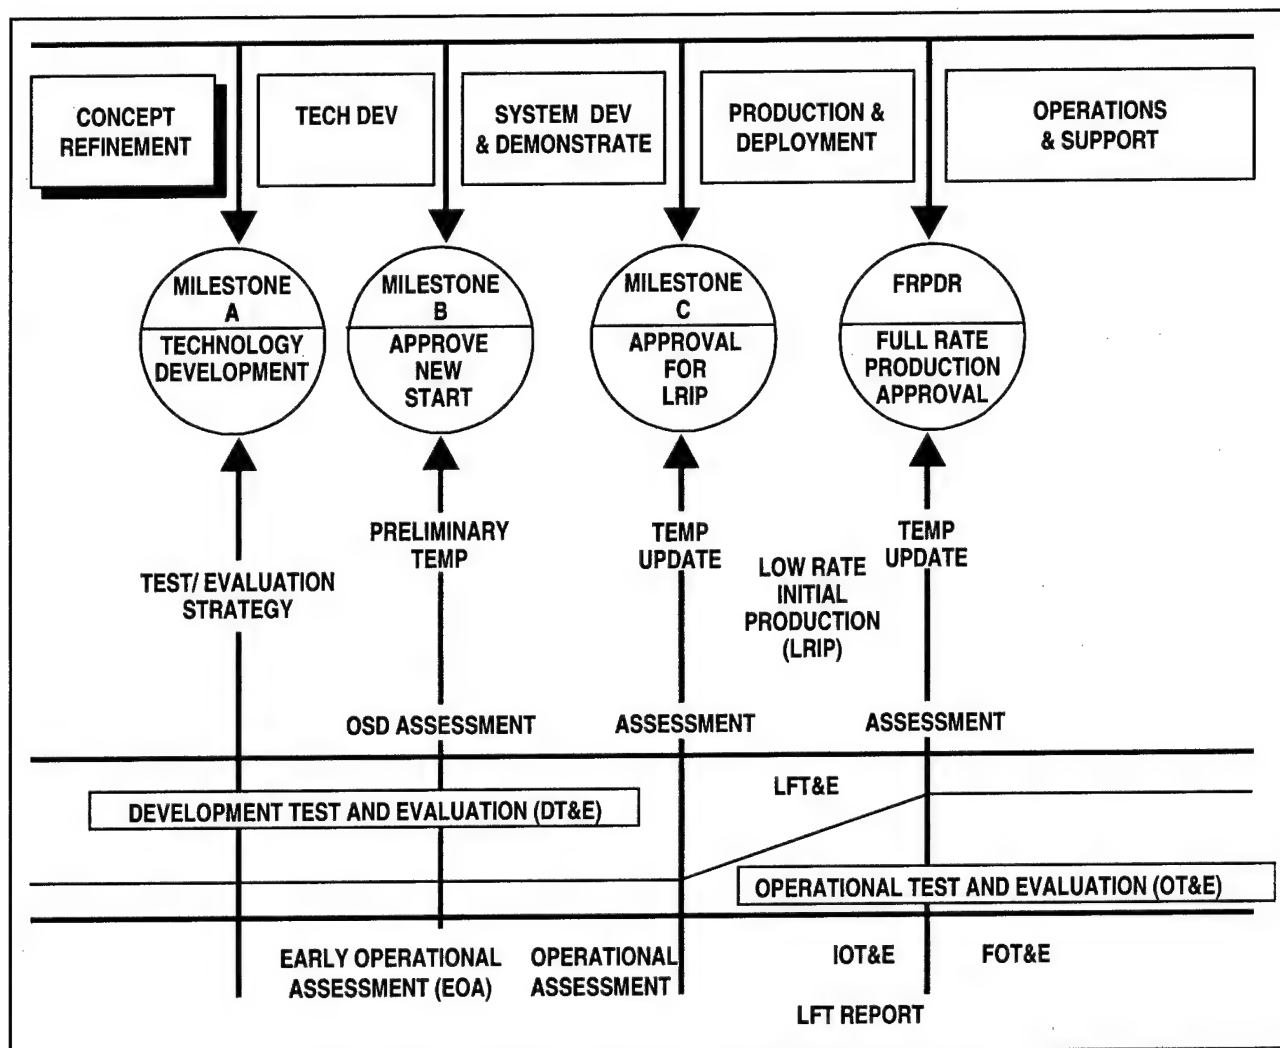 CONCEPT
REFINEMENT
TECH DEV
SYSTEM DEV
& DEMONSTRATE
PRODUCTION &
DEPLOYMENT
OPERATIONS
& SUPPORT
MILESTONE
A
TECHNOLOGY
DEVELOPMENT
MILESTONE
B
APPROVE
NEW
START
MILESTONE
C
APPROVAL
FOR
LRIP
FRPDR
FULL RATE
PRODUCTION
APPROVAL
TEST/ EVALUATION
STRATEGY
PRELIMINARY
TEMP
TEMP
UPDATE
LOW RATE
INITIAL
PRODUCTION
(LRIP)
TEMP
UPDATE
OSD ASSESSMENT
ASSESSMENT
ASSESSMENT
LFT&E
DEVELOPMENT TEST AND EVALUATION (DT&E)
OPERATIONAL TEST AND EVALUATION (OT&E)
EARLY OPERATIONAL
ASSESSMENT (EOA)
OPERATIONAL
ASSESSMENT
IOT&E
FOT&E
LFT REPORT